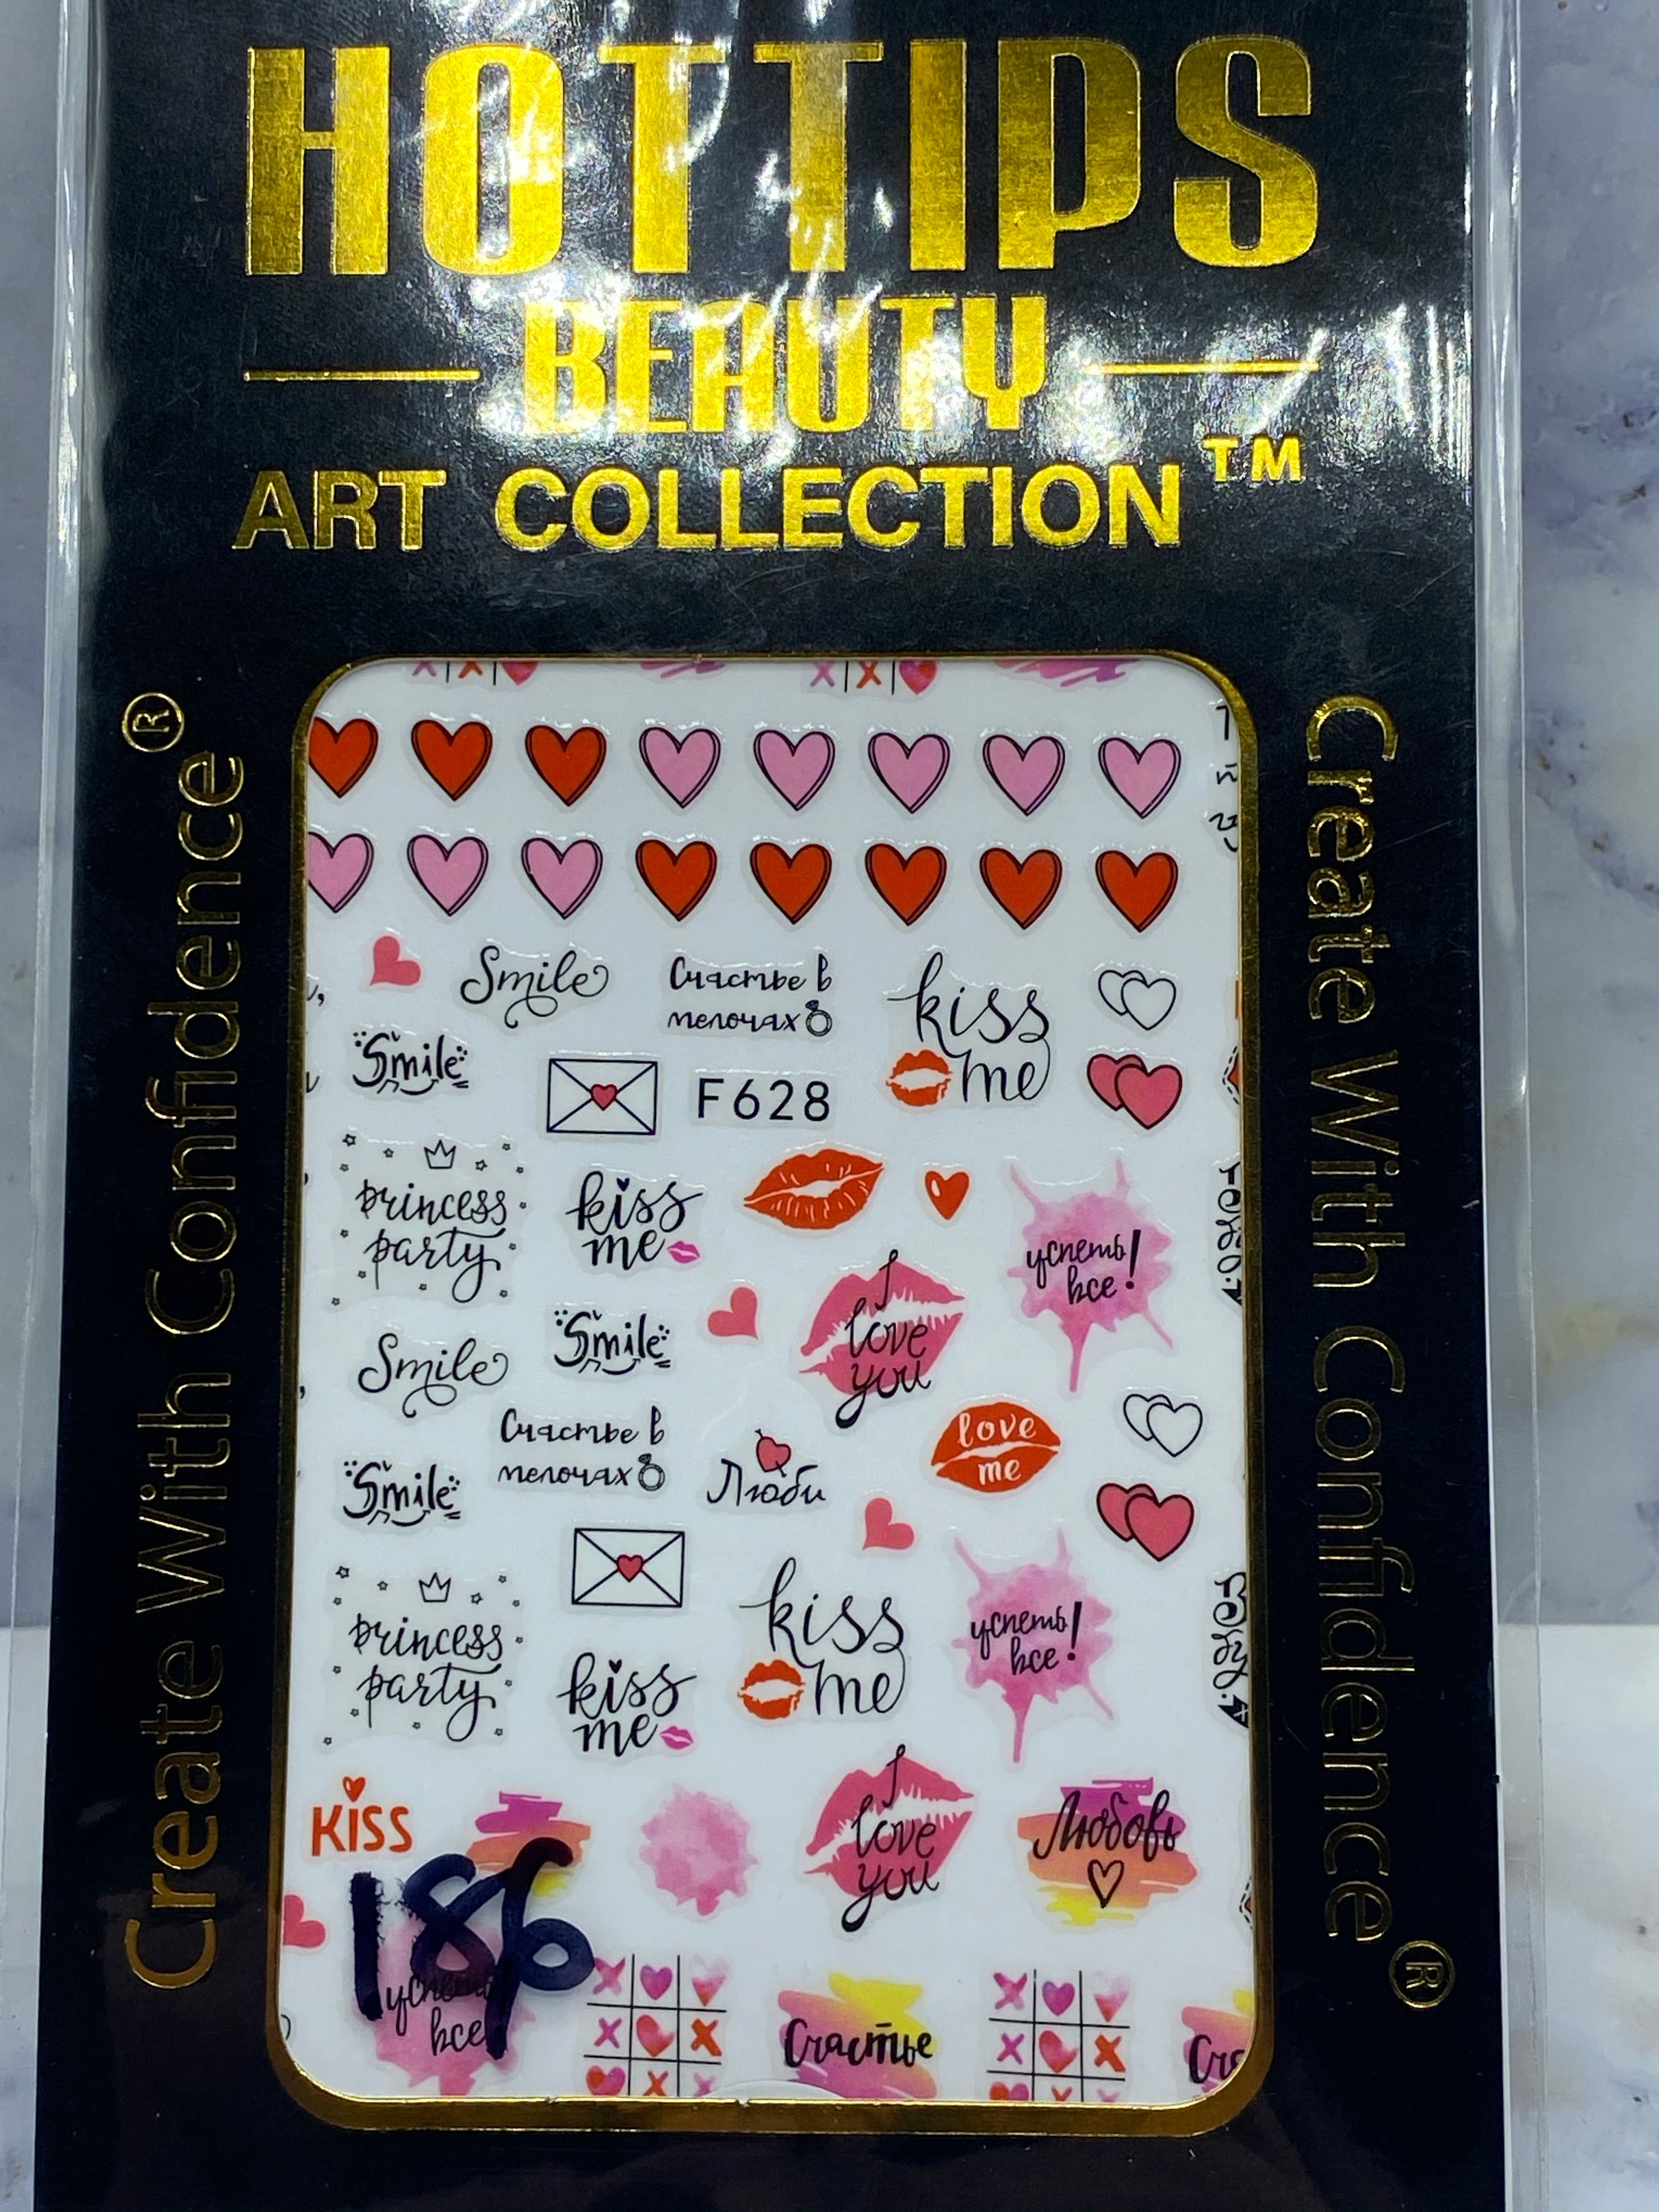 HOTTIPS
BEAUTY
ART COLLECTION™
Create With Confidence®
Create With Confidence®
Smile
Счастье в
мелочах
kiss
me
Smile
F628
princess
party
kiss
me
успеть!
все!
I
love
you
Smile
Smile
Счастье в
мелочах
Люби
love
me
Smile
princess
party
kiss
me
kiss
me
успеть!
все!
KISS
I
love
you
Любовь
186
успеть
все
Счастье